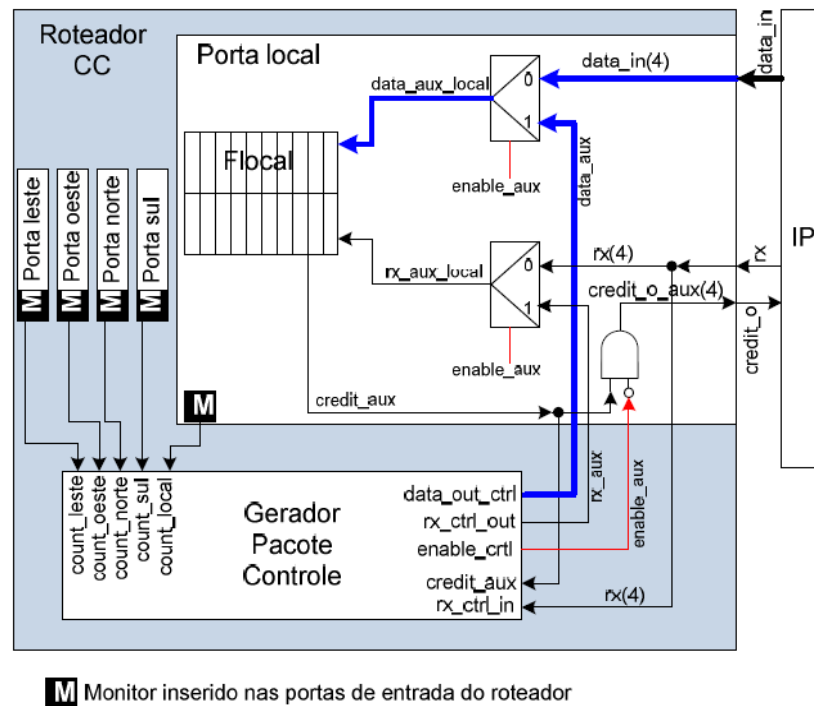 Roteador
CC
Porta local
data_in(4)
data_in
data_aux_local
0
1
Flocal
enable_aux
data_aux
M Porta leste
M Porta oeste
M Porta norte
M Porta sul
IP
rx(4)
rx
rx_aux_local
0
1
credit_o_aux(4)
credit_o
enable_aux
credit_aux
M
rx_aux
enable_aux
count_leste
count_oeste
count_norte
count_sul
count_local
Gerador
Pacote
Controle
data_out_ctrl
rx_ctrl_out
enable_crtl
credit_aux
rx_ctrl_in
rx(4)
M Monitor inserido nas portas de entrada do roteador